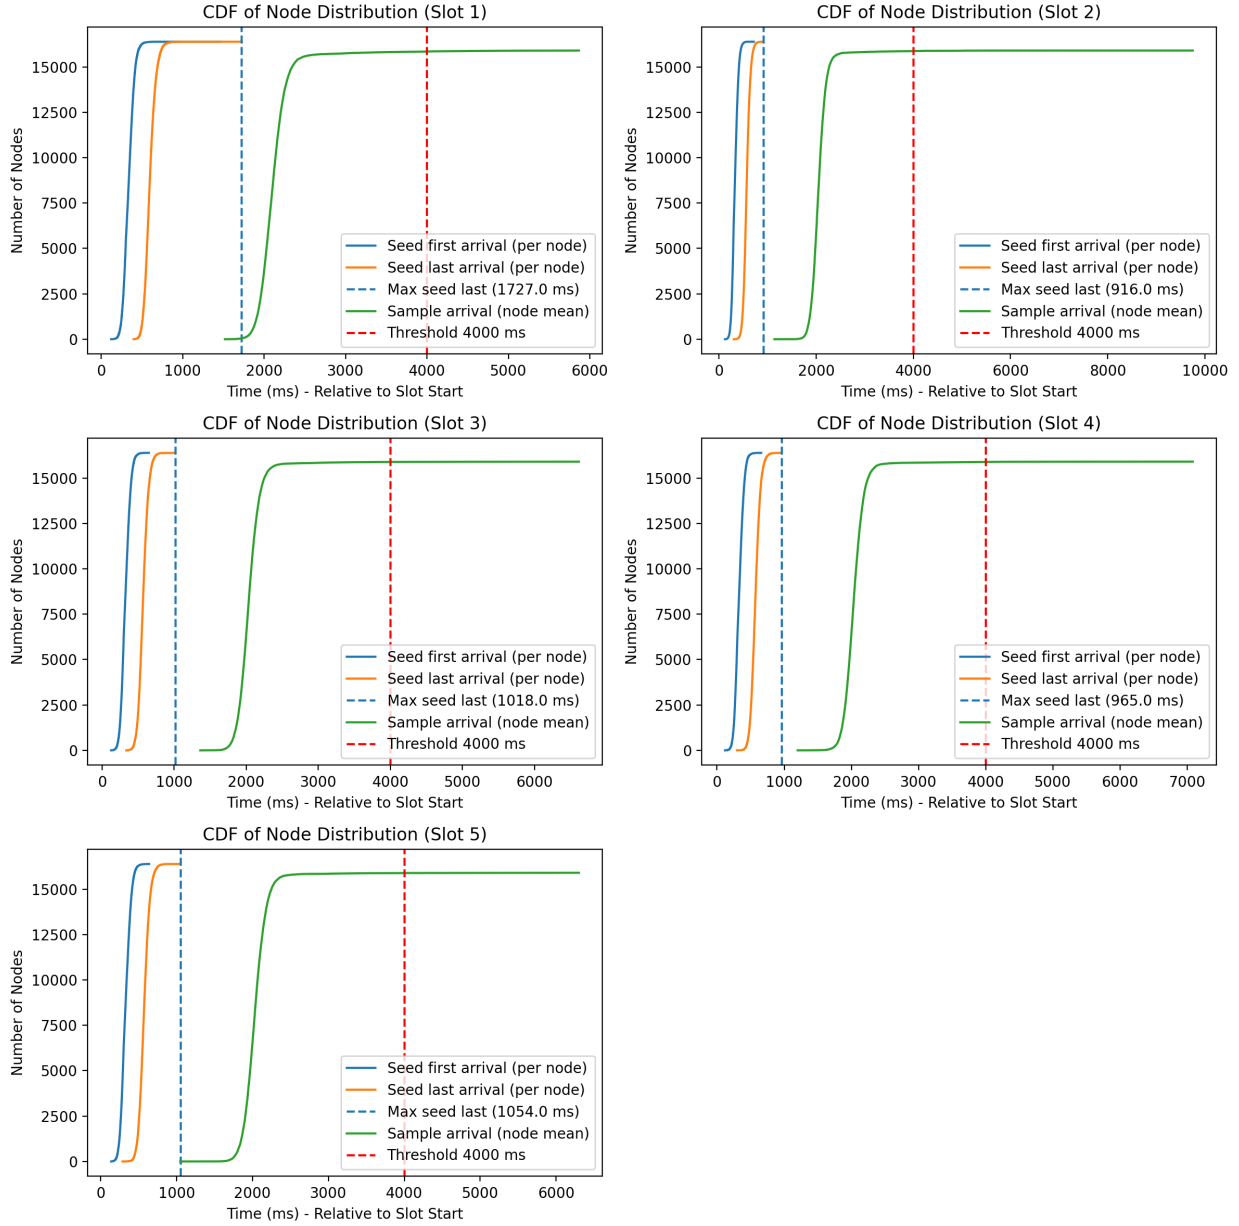 CDF of Node Distribution (Slot 1)
Number of Nodes
15000
12500
10000
7500
5000
2500
0
Seed first arrival (per node)
Seed last arrival (per node)
Max seed last (1727.0 ms)
Sample arrival (node mean)
Threshold 4000 ms
0 1000 2000 3000 4000 5000 6000
Time (ms) - Relative to Slot Start
CDF of Node Distribution (Slot 2)
Number of Nodes
15000
12500
10000
7500
5000
2500
0
Seed first arrival (per node)
Seed last arrival (per node)
Max seed last (916.0 ms)
Sample arrival (node mean)
Threshold 4000 ms
0 2000 4000 6000 8000 10000
Time (ms) - Relative to Slot Start
CDF of Node Distribution (Slot 3)
Number of Nodes
15000
12500
10000
7500
5000
2500
0
Seed first arrival (per node)
Seed last arrival (per node)
Max seed last (1018.0 ms)
Sample arrival (node mean)
Threshold 4000 ms
0 1000 2000 3000 4000 5000 6000
Time (ms) - Relative to Slot Start
CDF of Node Distribution (Slot 4)
Number of Nodes
15000
12500
10000
7500
5000
2500
0
Seed first arrival (per node)
Seed last arrival (per node)
Max seed last (965.0 ms)
Sample arrival (node mean)
Threshold 4000 ms
0 1000 2000 3000 4000 5000 6000 7000
Time (ms) - Relative to Slot Start
CDF of Node Distribution (Slot 5)
Number of Nodes
15000
12500
10000
7500
5000
2500
0
Seed first arrival (per node)
Seed last arrival (per node)
Max seed last (1054.0 ms)
Sample arrival (node mean)
Threshold 4000 ms
0 1000 2000 3000 4000 5000 6000
Time (ms) - Relative to Slot Start